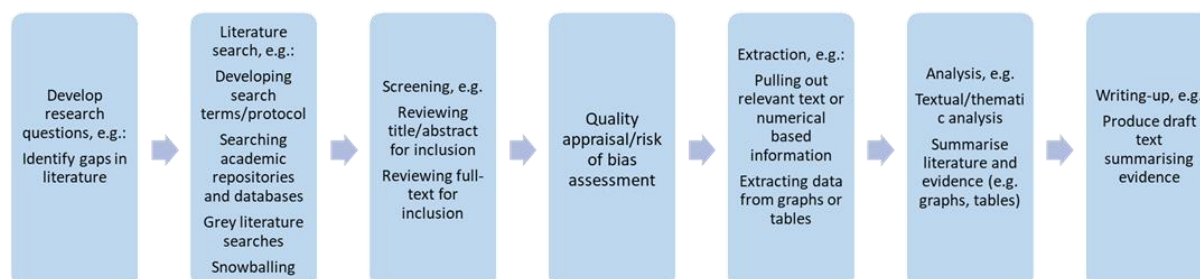 Develop
research
questions, e.g.:
Identify gaps in
literature
Literature
search, e.g.:
Developing
search
terms/protocol
Searching
academic
repositories
and databases
Grey literature
searches
Snowballing
Screening, e.g.
Reviewing
title/abstract
for inclusion
Reviewing full-
text for
inclusion
Quality
appraisal/risk
of bias
assessment
Extraction, e.g.:
Pulling out
relevant text or
numerical
based
information
Extracting data
from graphs or
tables
Analysis, e.g.
Textual/themati
c analysis
Summarise
literature and
evidence (e.g.
graphs, tables)
Writing-up, e.g.
Produce draft
text
summarising
evidence